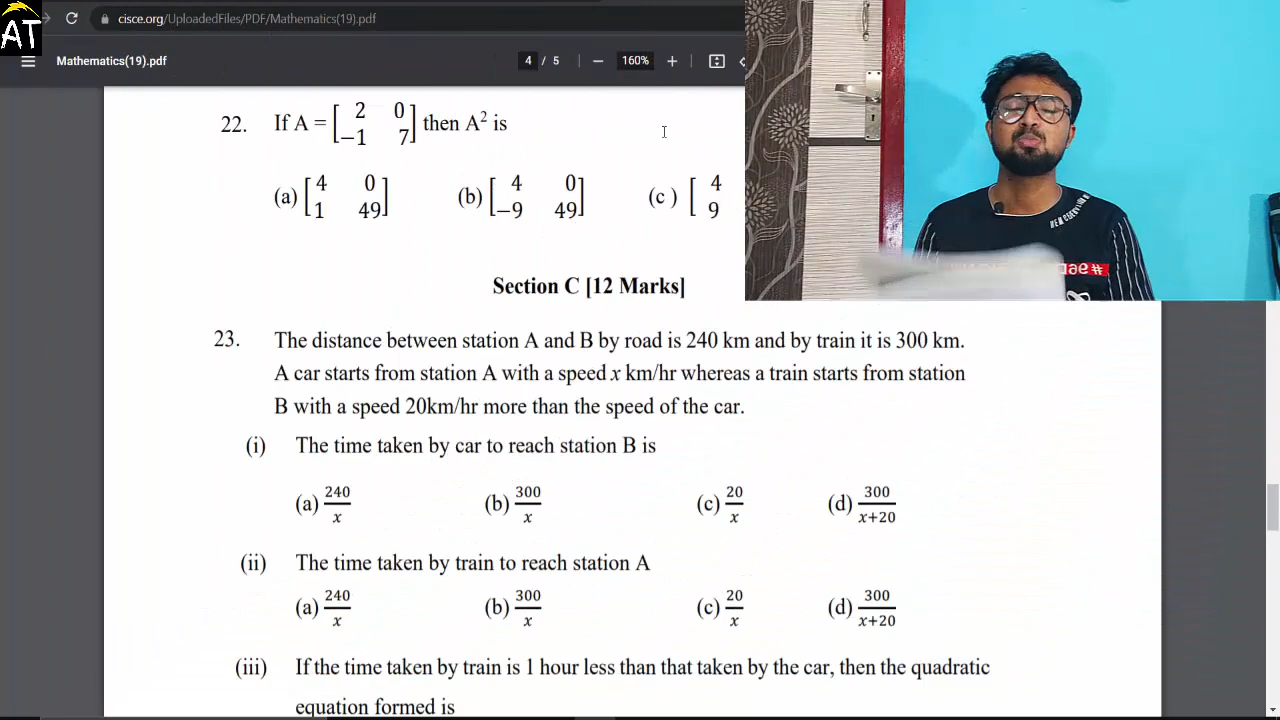 AT
cisce.org/UploadedFiles/PDF/Mathematics(19).pdf
Mathematics(19).pdf
4 / 5
160%
22. If A = [2 0 −1 7] then A² is
(a) [4 0 1 49] (b) [4 0 −9 49] (c ) [4 9
Section C [12 Marks]
23. The distance between station A and B by road is 240 km and by train it is 300 km.
A car starts from station A with a speed x km/hr whereas a train starts from station
B with a speed 20km/hr more than the speed of the car.
(i) The time taken by car to reach station B is
(a) 240/x (b) 300/x (c) 20/x (d) 300/x+20
(ii) The time taken by train to reach station A
(a) 240/x (b) 300/x (c) 20/x (d) 300/x+20
(iii) If the time taken by train is 1 hour less than that taken by the car, then the quadratic
equation formed is